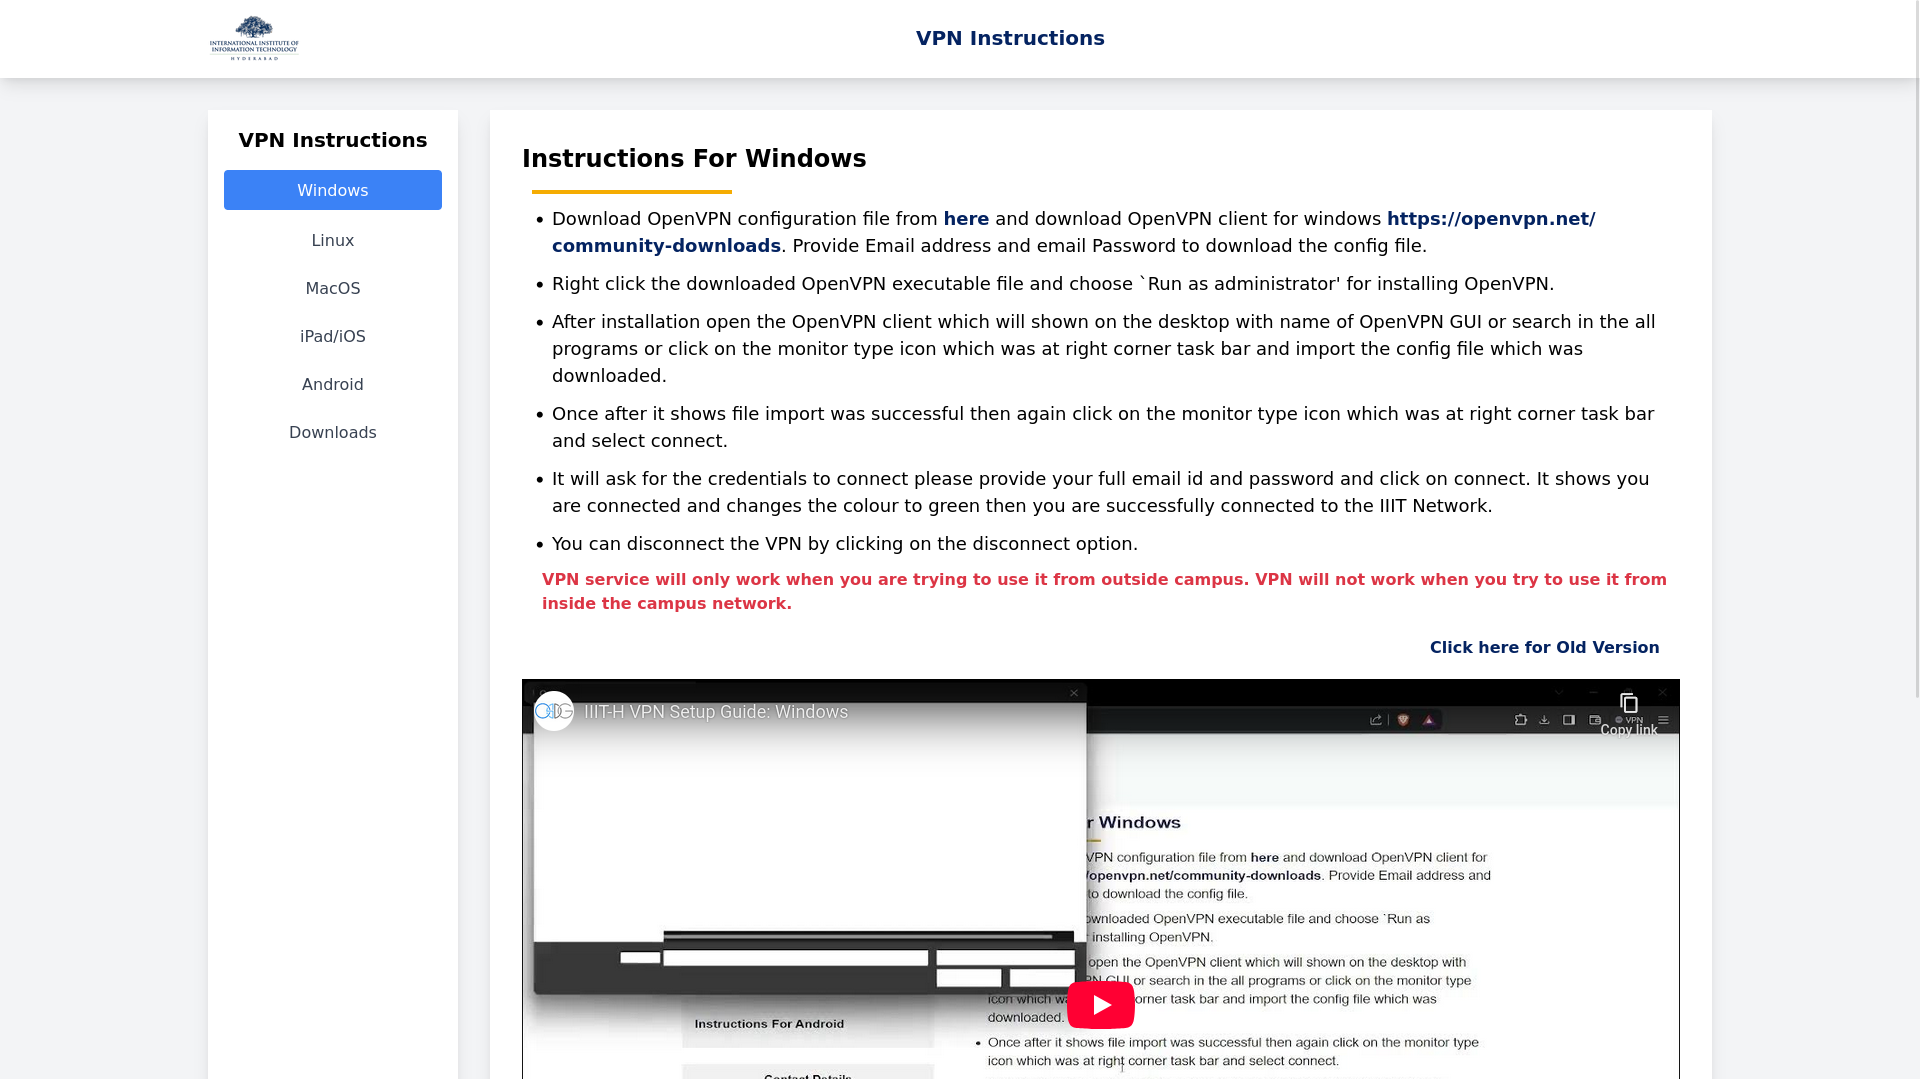 INTERNATIONAL INSTITUTE OF
INFORMATION TECHNOLOGY
HYDERABAD
VPN Instructions
VPN Instructions
Windows
Linux
MacOS
iPad/iOS
Android
Downloads
Instructions For Windows
• Download OpenVPN configuration file from here and download OpenVPN client for windows https://openvpn.net/
community-downloads. Provide Email address and email Password to download the config file.
• Right click the downloaded OpenVPN executable file and choose `Run as administrator' for installing OpenVPN.
• After installation open the OpenVPN client which will shown on the desktop with name of OpenVPN GUI or search in the all
programs or click on the monitor type icon which was at right corner task bar and import the config file which was
downloaded.
• Once after it shows file import was successful then again click on the monitor type icon which was at right corner task bar
and select connect.
• It will ask for the credentials to connect please provide your full email id and password and click on connect. It shows you
are connected and changes the colour to green then you are successfully connected to the IIIT Network.
• You can disconnect the VPN by clicking on the disconnect option.
VPN service will only work when you are trying to use it from outside campus. VPN will not work when you try to use it from
inside the campus network.
Click here for Old Version
IIIT-H VPN Setup Guide: Windows
VPN
Copy link
r Windows
VPN configuration file from here and download OpenVPN client for
/openvpn.net/community-downloads. Provide Email address and
to download the config file.
ownloaded OpenVPN executable file and choose `Run as
installing OpenVPN.
open the OpenVPN client which will shown on the desktop with
PN GUI or search in the all programs or click on the monitor type
icon which w orner task bar and import the config file which was
downloaded.
• Once after it shows file import was successful then again click on the monitor type
icon which was at right corner task bar and select connect.
Instructions For Android
Contact Details